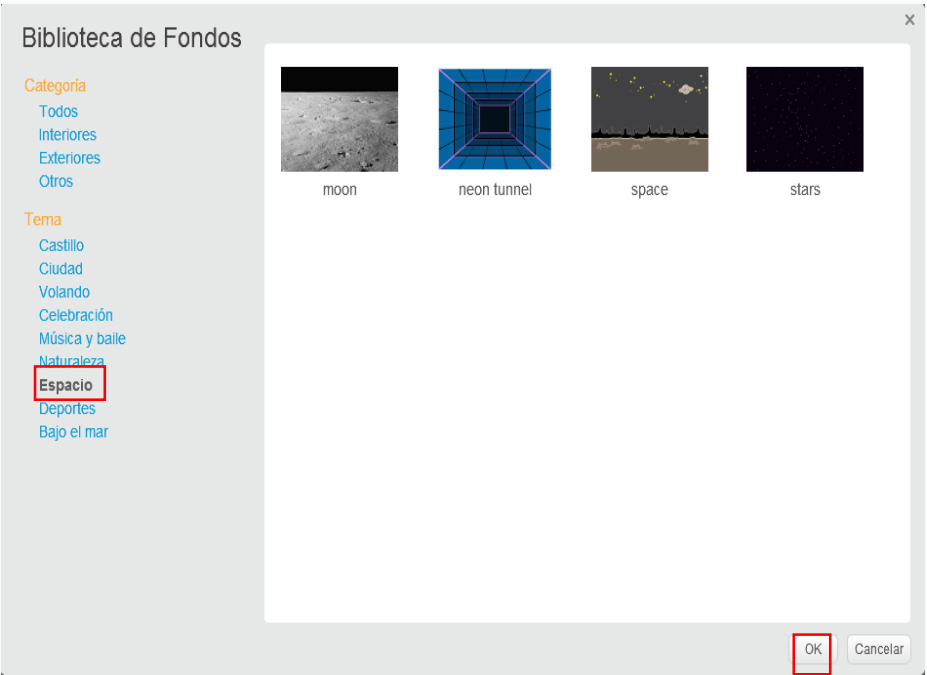 Biblioteca de Fondos
×
Categoría
Todos
Interiores
Exteriores
Otros
Tema
Castillo
Ciudad
Volando
Celebración
Música y baile
Naturaleza
Espacio
Deportes
Bajo el mar
moon
neon tunnel
space
stars
OK
Cancelar